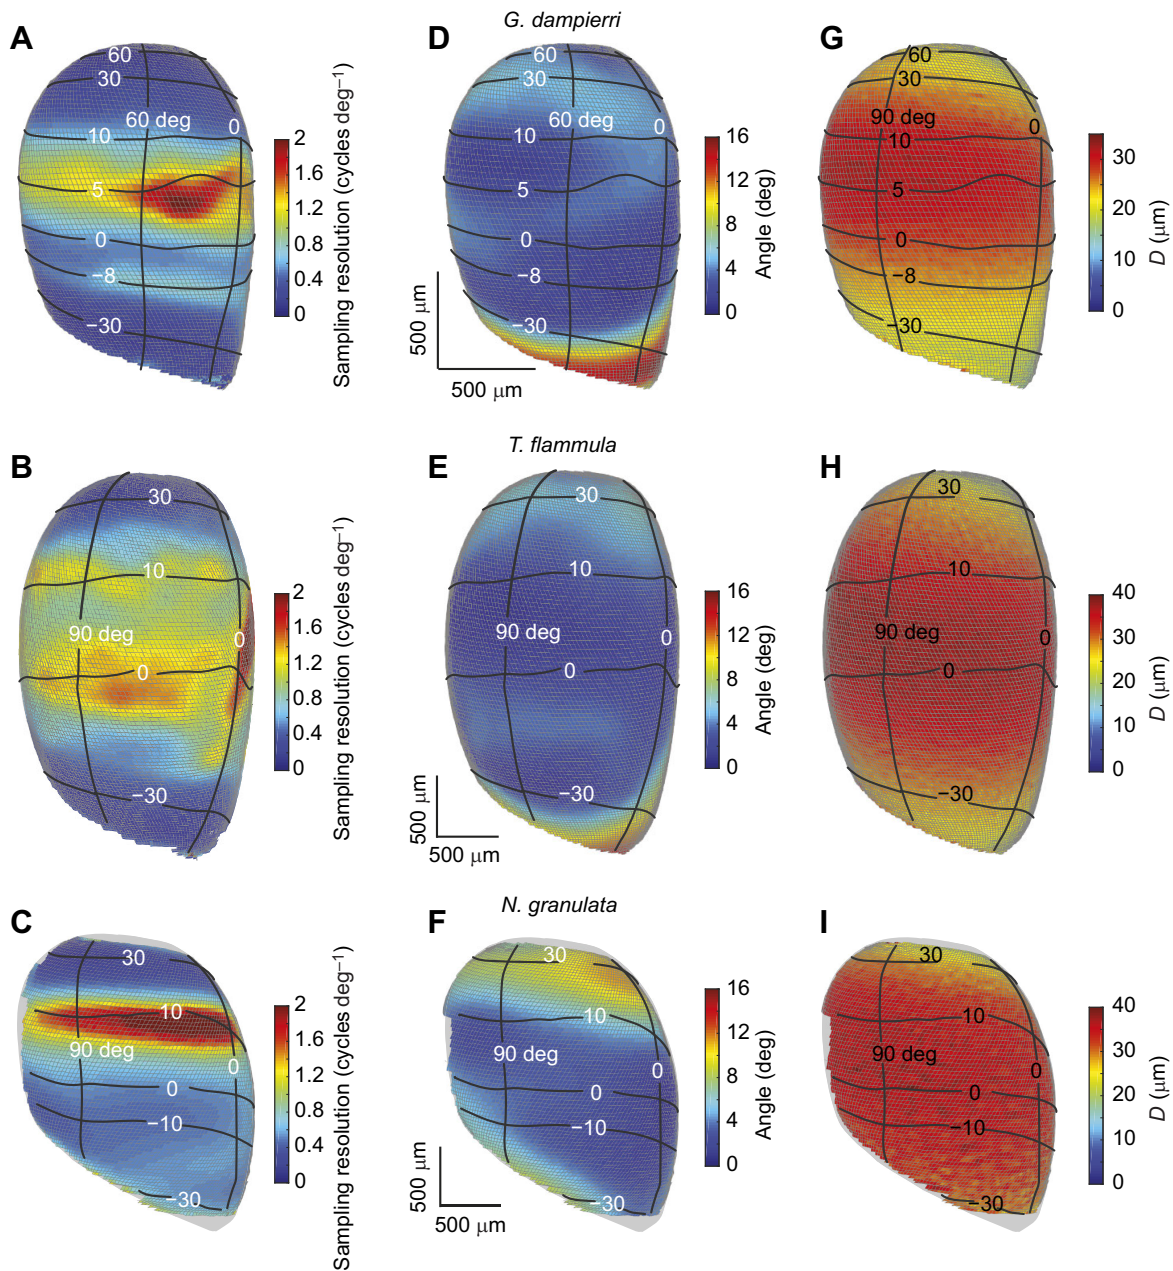 G. dampierri
A
60
30
60 deg
0
10
5
0
−8
−30
2
1.6
1.2
0.8
0.4
0
Sampling resolution (cycles deg−1)
D
60
30
60 deg
0
10
5
0
−8
−30
500 μm
500 μm
16
12
8
4
0
Angle (deg)
G
60
30
90 deg
0
10
5
0
−8
−30
30
20
10
0
D (μm)
T. flammula
B
30
10
90 deg
0
0
−30
2
1.6
1.2
0.8
0.4
0
Sampling resolution (cycles deg−1)
E
30
10
90 deg
0
0
−30
500 μm
500 μm
16
12
8
4
0
Angle (deg)
H
30
10
90 deg
0
0
−30
40
30
20
10
0
D (μm)
N. granulata
C
30
10
90 deg
0
0
−10
−30
2
1.6
1.2
0.8
0.4
0
Sampling resolution (cycles deg−1)
F
30
10
90 deg
0
0
−10
−30
500 μm
500 μm
16
12
8
4
0
Angle (deg)
I
30
10
90 deg
0
0
−10
−30
40
30
20
10
0
D (μm)